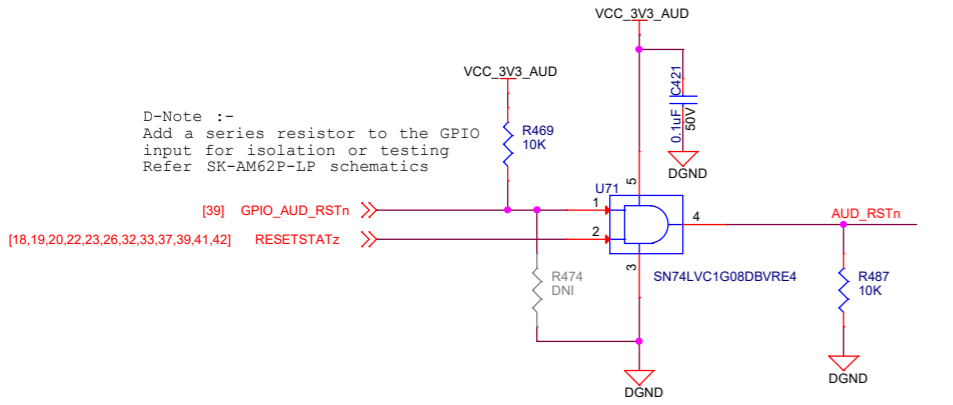 VCC_3V3_AUD
VCC_3V3_AUD
C421
0.1uF
50V
D-Note :-
Add a series resistor to the GPIO
input for isolation or testing
Refer SK-AM62P-LP schematics
R469
10K
DGND
U71
5
[39] GPIO_AUD_RSTn
1
4
AUD_RSTn
[18,19,20,22,23,26,32,33,37,39,41,42] RESETSTATz
2
3
SN74LVC1G08DBVRE4
R474
DNI
R487
10K
DGND
DGND